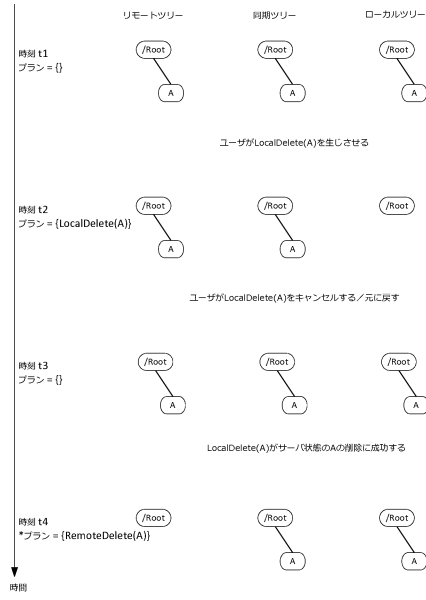 リモートツリー 同期ツリー ローカルツリー
/Root /Root /Root
時刻 t1
プラン = {}
A A A
ユーザがLocalDelete(A)を生じさせる
/Root /Root /Root
時刻 t2
プラン = {LocalDelete(A)}
A A
ユーザがLocalDelete(A)をキャンセルする／元に戻す
/Root /Root /Root
時刻 t3
プラン = {}
A A A
LocalDelete(A)がサーバ状態のAの削除に成功する
/Root /Root /Root
時刻 t4
*プラン = {RemoteDelete(A)}
A A
時間